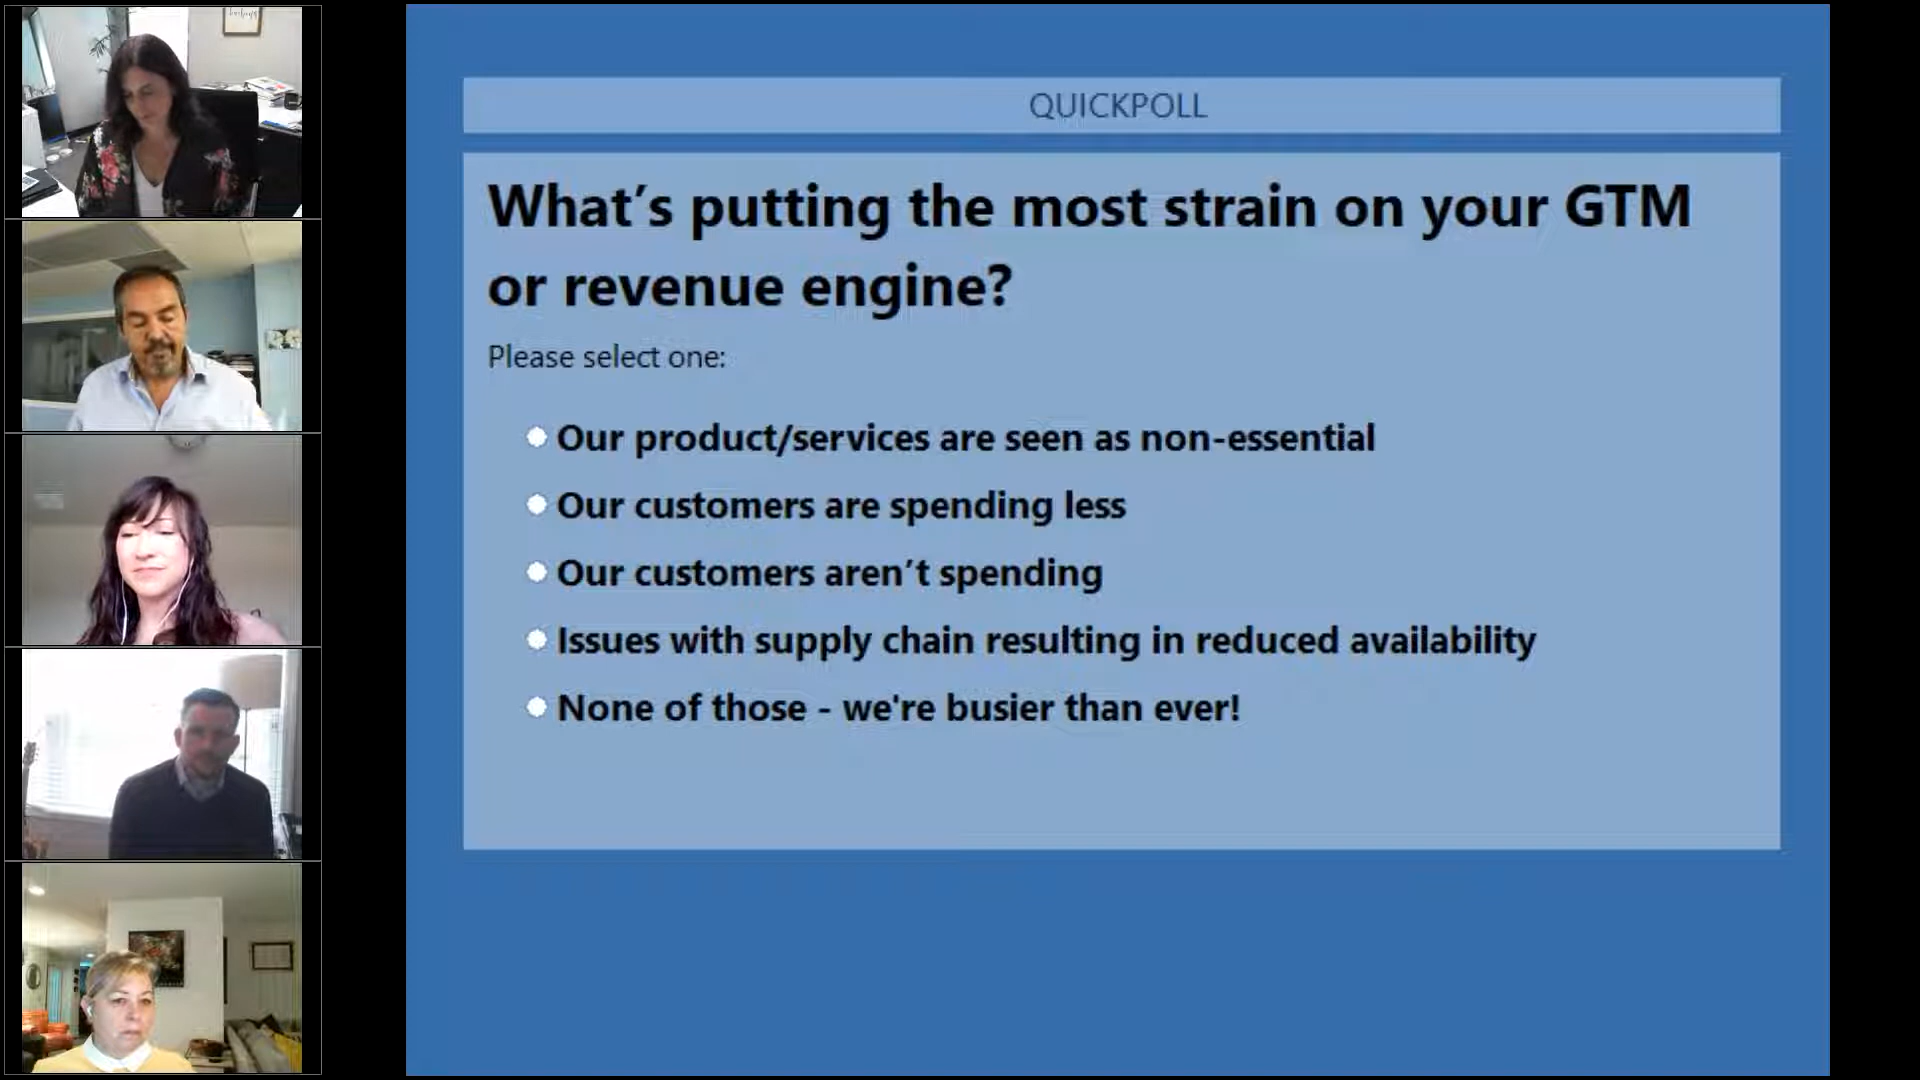 QUICKPOLL
What’s putting the most strain on your GTM
or revenue engine?
Please select one:
Our product/services are seen as non-essential
Our customers are spending less
Our customers aren’t spending
Issues with supply chain resulting in reduced availability
None of those - we're busier than ever!